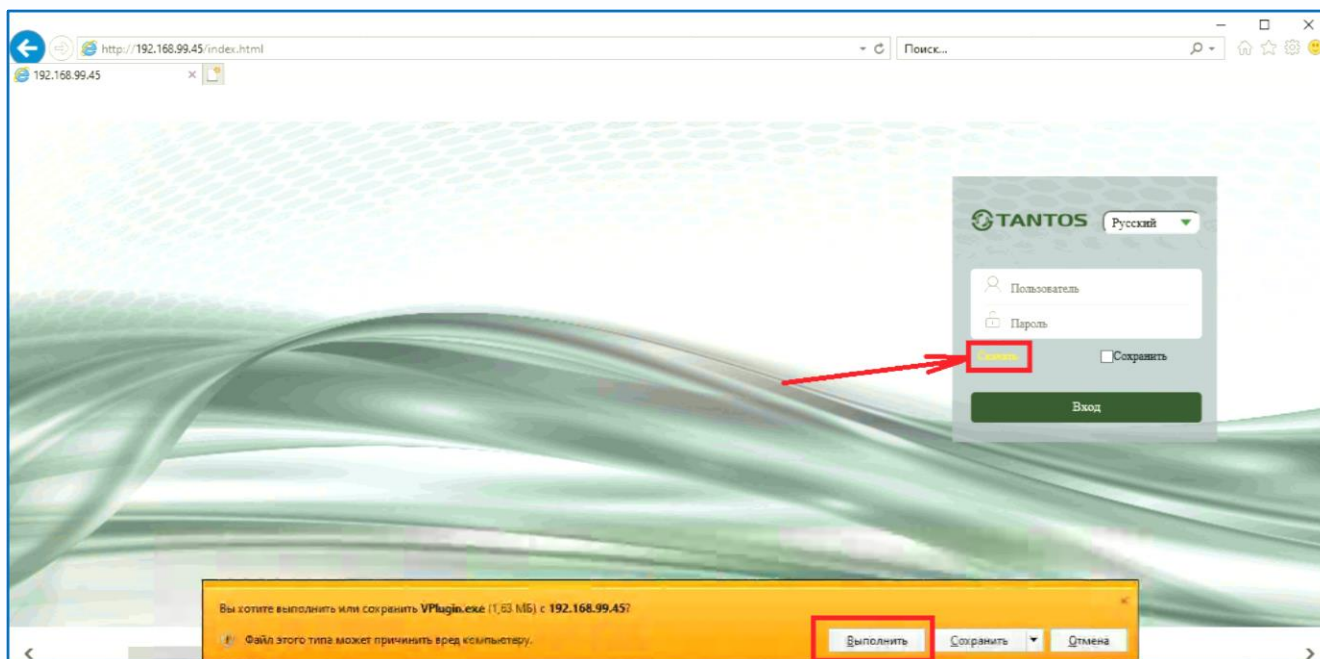 http://192.168.99.45/index.html
Поиск...
192.168.99.45
TANTOS
Русский
Пользователь
Пароль
Скачать
Сохранить
Вход
Вы хотите выполнить или сохранить VPlugin.exe (1,63 МБ) с 192.168.99.45?
Файл этого типа может причинить вред компьютеру.
Выполнить
Сохранить
Отмена